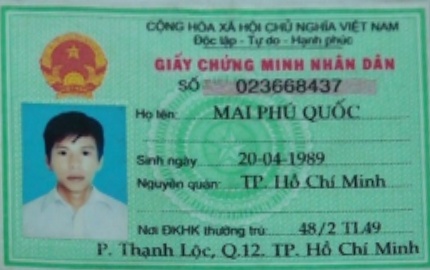 CỘNG HÒA XÃ HỘI CHỦ NGHĨA VIỆT NAM
Độc lập - Tự do - Hạnh phúc
GIẤY CHỨNG MINH NHÂN DÂN
SỐ 023668437
Họ tên: MAI PHÚ QUỐC
Sinh ngày 20-04-1989
Nguyên quán: TP. Hồ Chí Minh
Nơi ĐKHK thường trú: 48/2 TL49
P. Thạnh Lộc, Q.12. TP. Hồ Chí Minh